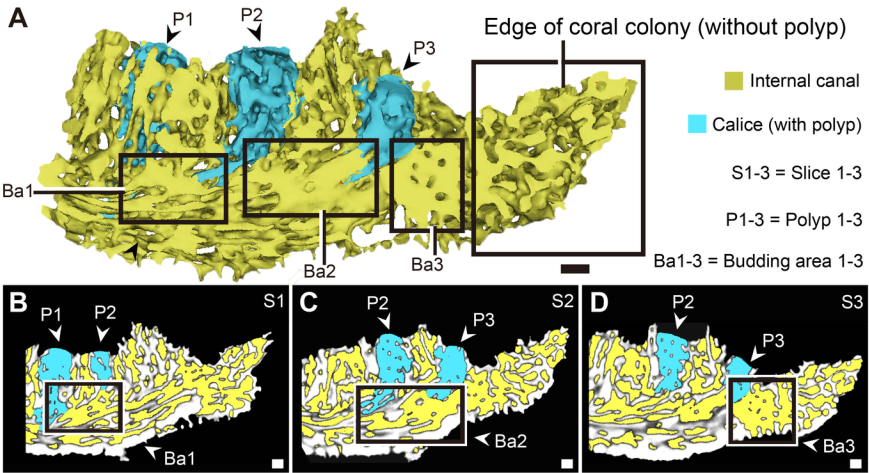 A
P1
P2
P3
Edge of coral colony (without polyp)
Internal canal
Calice (with polyp)
S1-3 = Slice 1-3
P1-3 = Polyp 1-3
Ba1-3 = Budding area 1-3
Ba1
Ba2
Ba3
B
P1
P2
S1
Ba1
C
P2
P3
S2
Ba2
D
P2
P3
S3
Ba3